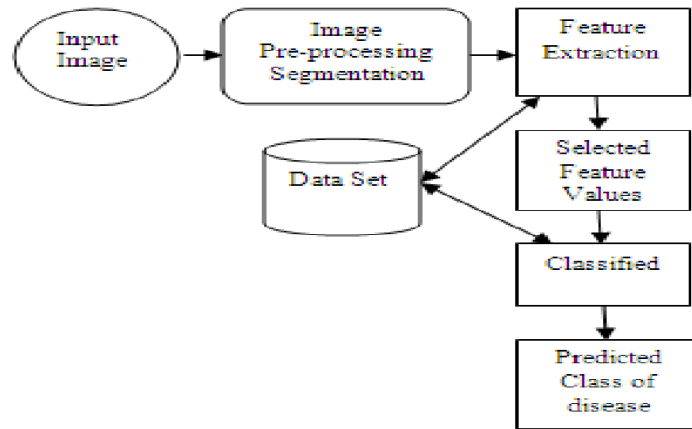 Input
Image
Image
Pre-processing
Segmentation
Feature
Extraction
Data Set
Selected
Feature
Values
Classified
Predicted
Class of
disease